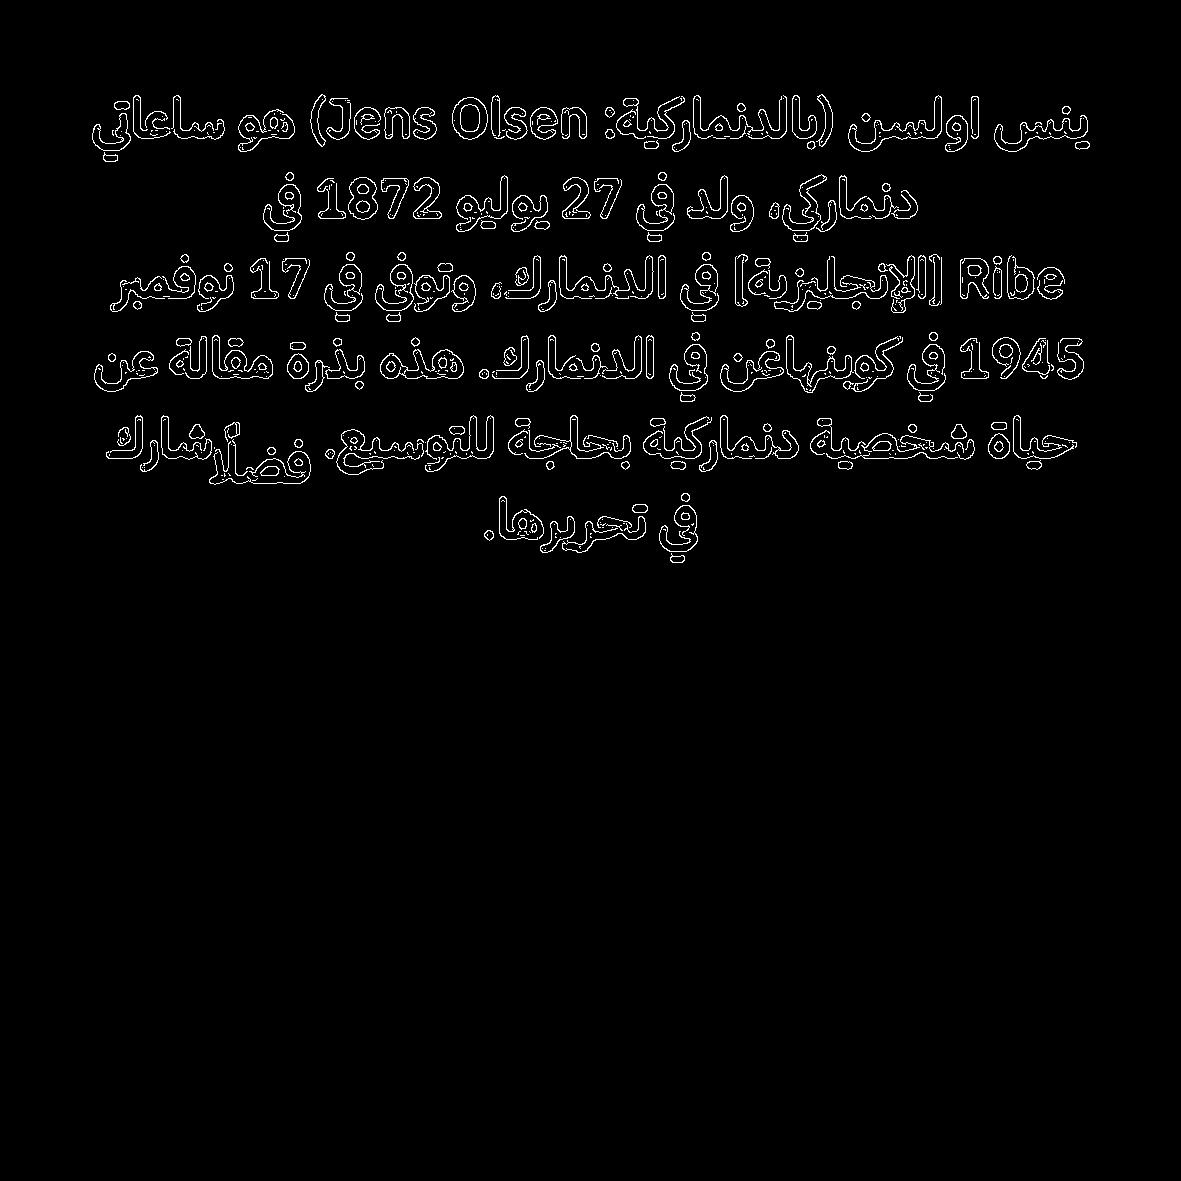 ينس اولسن (بالدنماركية: Jens Olsen) هو ساعاتي
دنماركي، ولد في 27 يوليو 1872 في
Ribe [الإنجليزية] في الدنمارك، وتوفي في 17 نوفمبر
1945 في كوبنهاغن في الدنمارك. هذه بذرة مقالة عن
حياة شخصية دنماركية بحاجة للتوسيع. فضلًا شارك
في تحريرها.